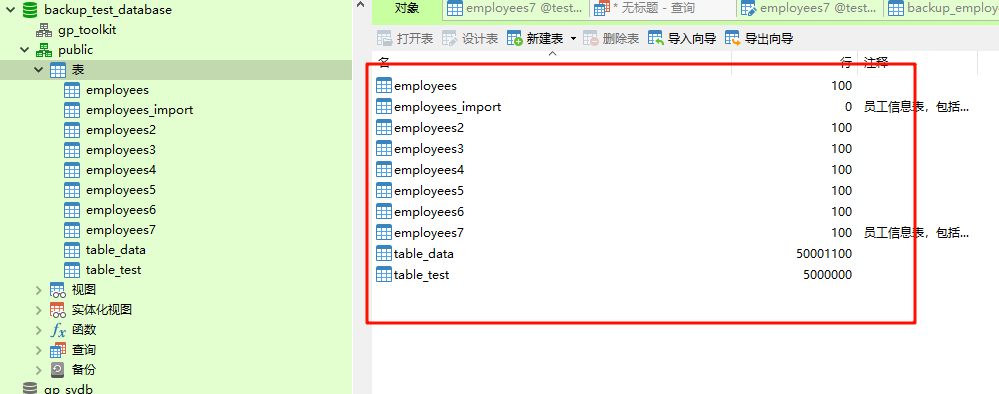 对象 employees7 @test... * 无标题 - 查询 employees7 @test... backup_employ
打开表 设计表 新建表 删除表 导入向导 导出向导
名 行 注释
employees 100
employees_import 0 员工信息表，包括...
employees2 100
employees3 100
employees4 100
employees5 100
employees6 100
employees7 100 员工信息表，包括...
table_data 50001100
table_test 5000000
backup_test_database
gp_toolkit
public
表
employees
employees_import
employees2
employees3
employees4
employees5
employees6
employees7
table_data
table_test
视图
实体化视图
函数
查询
备份
gp_sydb